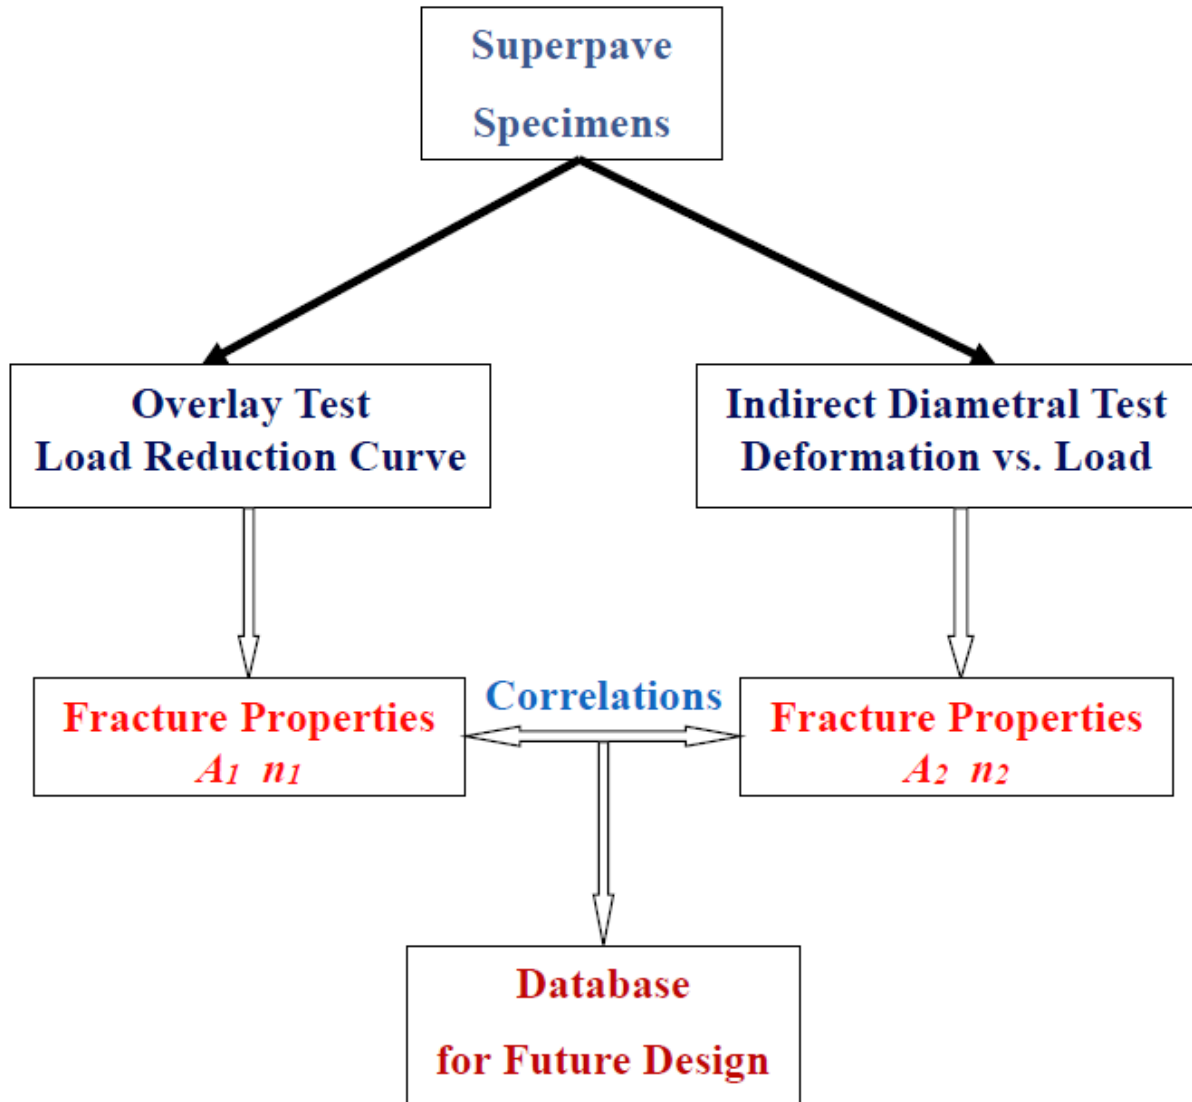 Superpave
Specimens
Overlay Test
Load Reduction Curve
Indirect Diametral Test
Deformation vs. Load
Fracture Properties
A1 n1
Correlations
Fracture Properties
A2 n2
Database
for Future Design